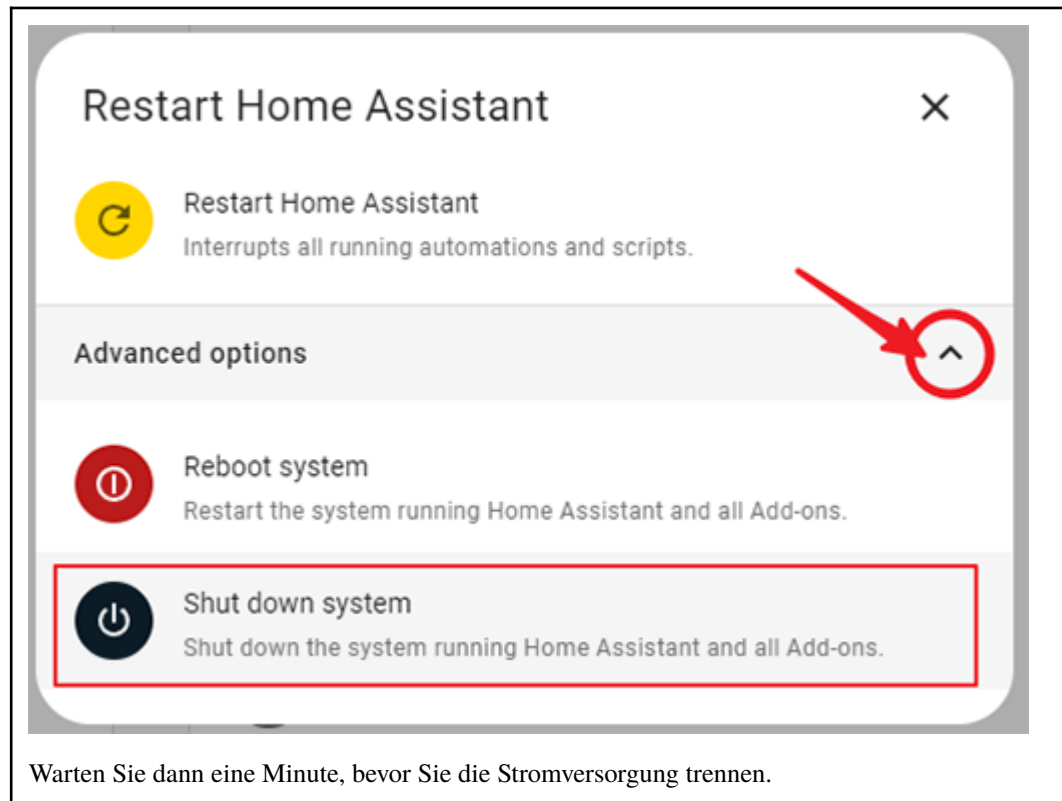 Restart Home Assistant
Restart Home Assistant
Interrupts all running automations and scripts.
Advanced options
Reboot system
Restart the system running Home Assistant and all Add-ons.
Shut down system
Shut down the system running Home Assistant and all Add-ons.
Warten Sie dann eine Minute, bevor Sie die Stromversorgung trennen.